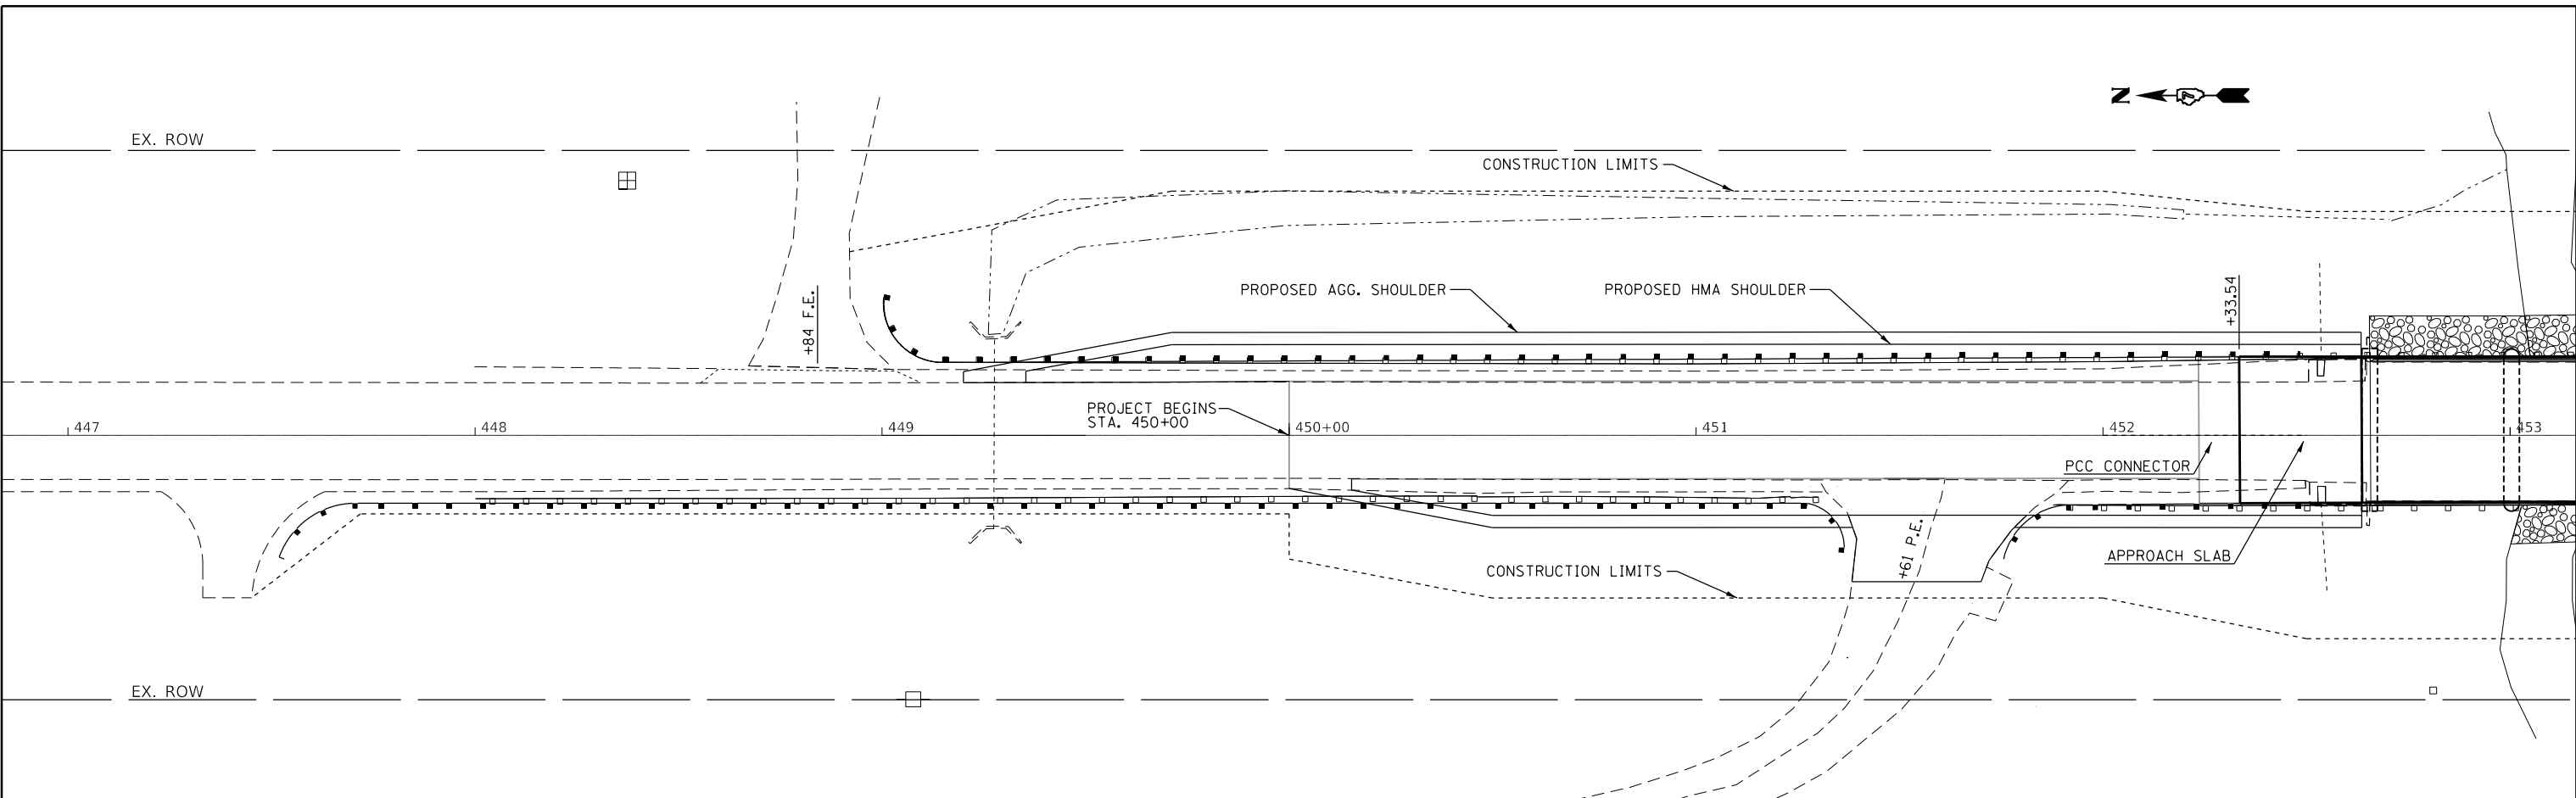 N
EX. ROW
CONSTRUCTION LIMITS
+84 F.E.
PROPOSED AGG. SHOULDER
PROPOSED HMA SHOULDER
+33.54
PROJECT BEGINS
STA. 450+00
447
448
449
450+00
451
452
453
PCC CONNECTOR
+61 P.E.
APPROACH SLAB
CONSTRUCTION LIMITS
EX. ROW